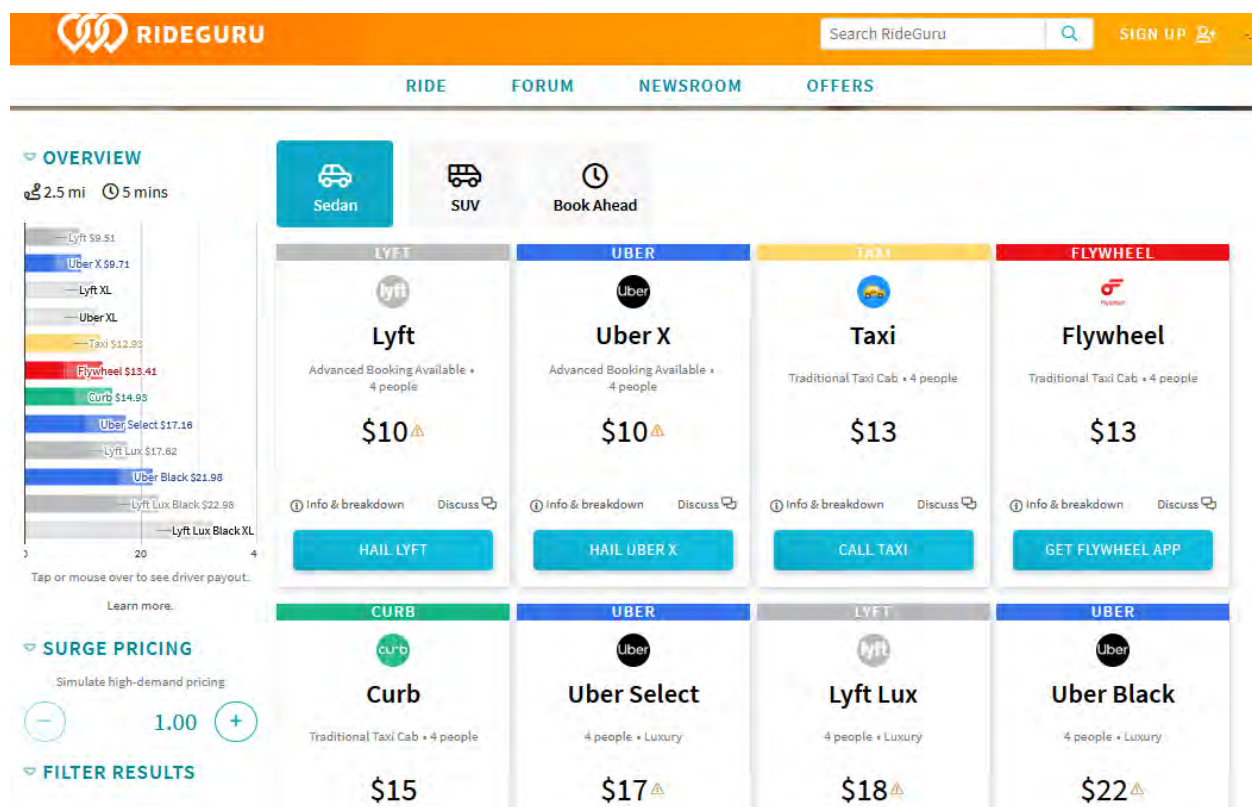 RIDEGURU
Search RideGuru
SIGN UP
RIDE FORUM NEWSROOM OFFERS
OVERVIEW
2.5 mi 5 mins
Lyft $9.51
Uber X $9.71
Lyft XL
Uber XL
Taxi $12.93
Flywheel $13.41
Curb $14.93
Uber Select $17.16
Lyft Lux $17.62
Uber Black $21.98
Lyft Lux Black $22.98
Lyft Lux Black XL
20 4
Tap or mouse over to see driver payout.
Learn more.
SURGE PRICING
Simulate high-demand pricing
− 1.00 +
FILTER RESULTS
Sedan SUV Book Ahead
LYFT UBER TAXI FLYWHEEL
lyft Uber
Lyft Uber X Taxi Flywheel
Advanced Booking Available • Advanced Booking Available • Traditional Taxi Cab • 4 people Traditional Taxi Cab • 4 people
4 people 4 people
$10 $10 $13 $13
Info & breakdown Discuss Info & breakdown Discuss Info & breakdown Discuss Info & breakdown Discuss
HAIL LYFT HAIL UBER X CALL TAXI GET FLYWHEEL APP
CURB UBER LYFT UBER
curb Uber lyft Uber
Curb Uber Select Lyft Lux Uber Black
Traditional Taxi Cab • 4 people 4 people • Luxury 4 people • Luxury 4 people • Luxury
$15 $17 $18 $22